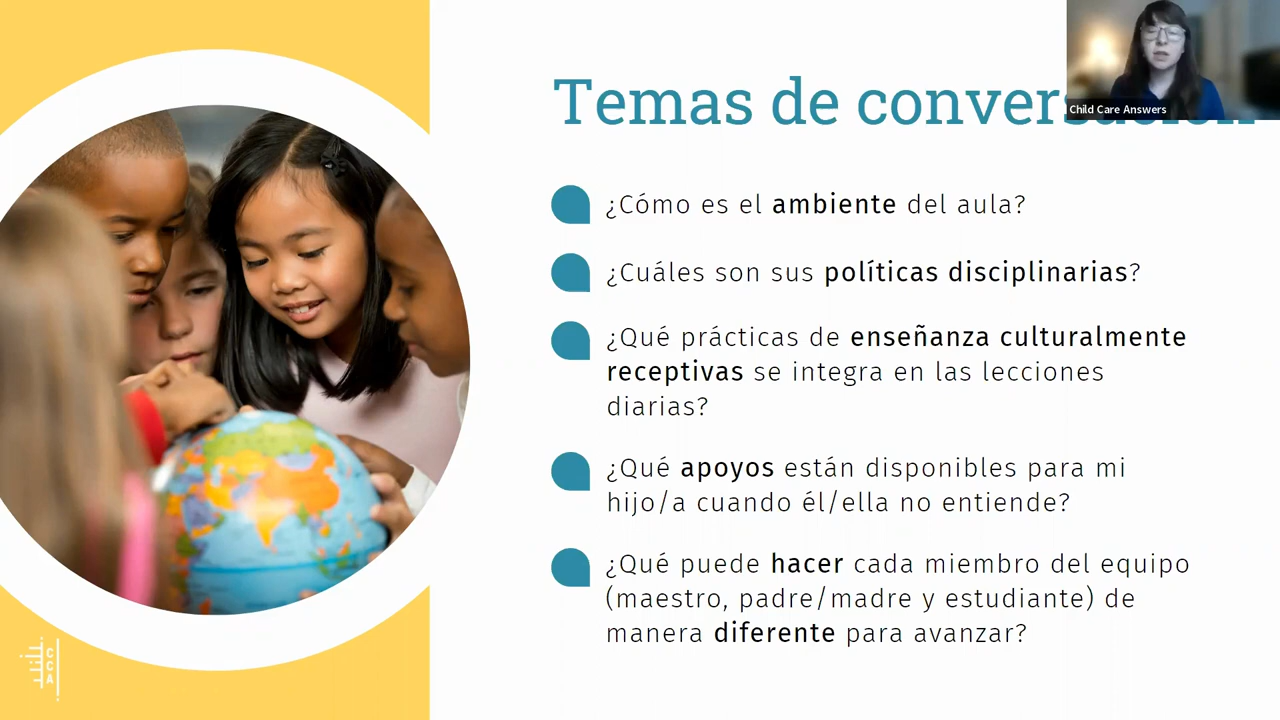 Temas de conversación
Child Care Answers
¿Cómo es el ambiente del aula?
¿Cuáles son sus políticas disciplinarias?
¿Qué prácticas de enseñanza culturalmente
receptivas se integra en las lecciones
diarias?
¿Qué apoyos están disponibles para mi
hijo/a cuando él/ella no entiende?
¿Qué puede hacer cada miembro del equipo
(maestro, padre/madre y estudiante) de
manera diferente para avanzar?
CCA